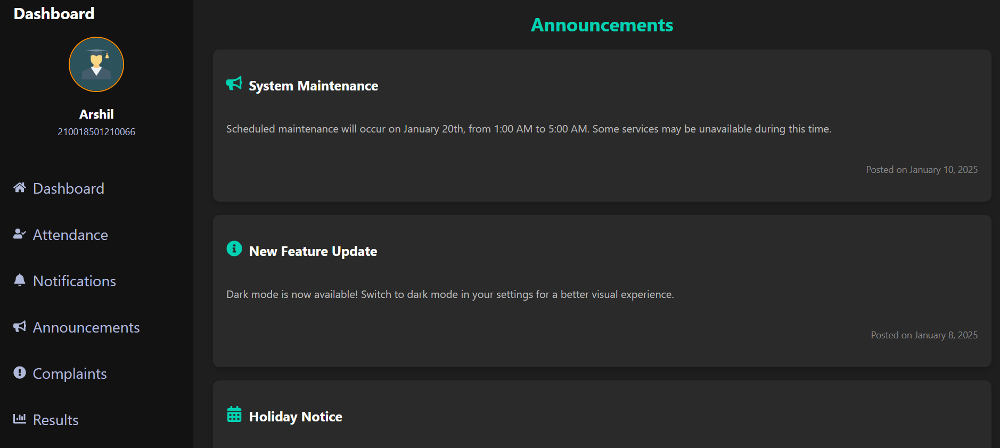 Dashboard
Arshil
210018501210066
Dashboard
Attendance
Notifications
Announcements
Complaints
Results
Announcements
System Maintenance
Scheduled maintenance will occur on January 20th, from 1:00 AM to 5:00 AM. Some services may be unavailable during this time.
Posted on January 10, 2025
New Feature Update
Dark mode is now available! Switch to dark mode in your settings for a better visual experience.
Posted on January 8, 2025
Holiday Notice